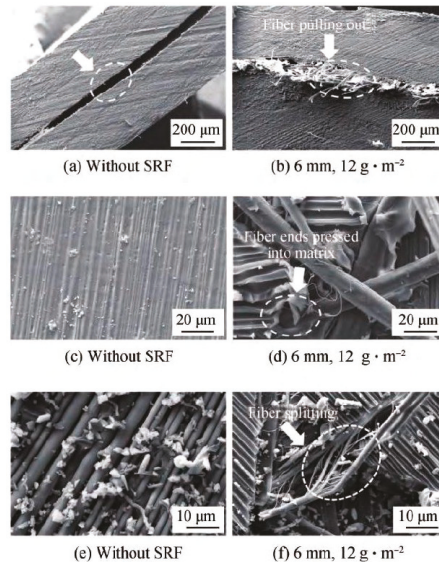 Fiber pulling out
200 μm
200 μm
(a) Without SRF
(b) 6 mm, 12 g · m⁻²
Fiber ends pressed
into matrix
20 μm
20 μm
(c) Without SRF
(d) 6 mm, 12 g · m⁻²
Fiber splitting
10 μm
10 μm
(e) Without SRF
(f) 6 mm, 12 g · m⁻²